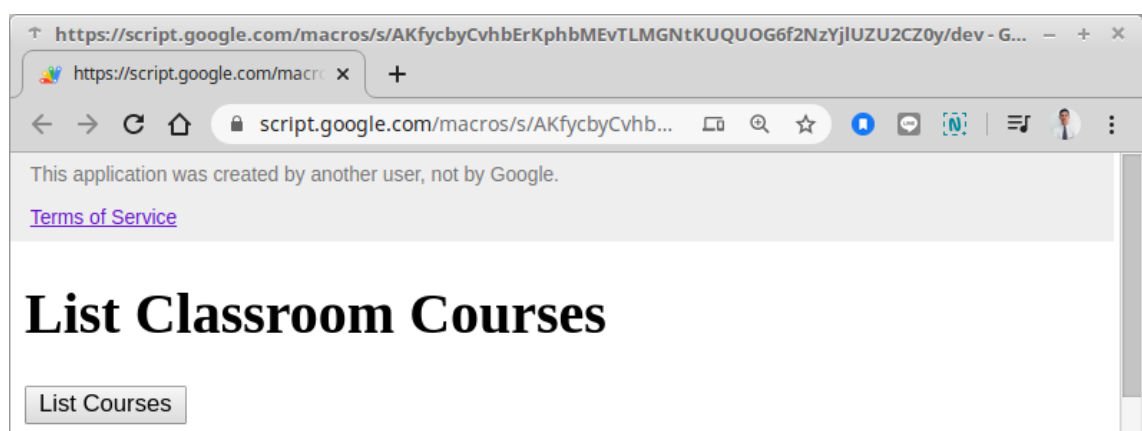 https://script.google.com/macros/s/AKfycbyCvhbErKphbMEvTLMGNtKUQUOG6f2NzYjlUZU2CZ0y/dev - G...
https://script.google.com/macro
script.google.com/macros/s/AKfycbyCvhb...
This application was created by another user, not by Google.
Terms of Service
List Classroom Courses
List Courses